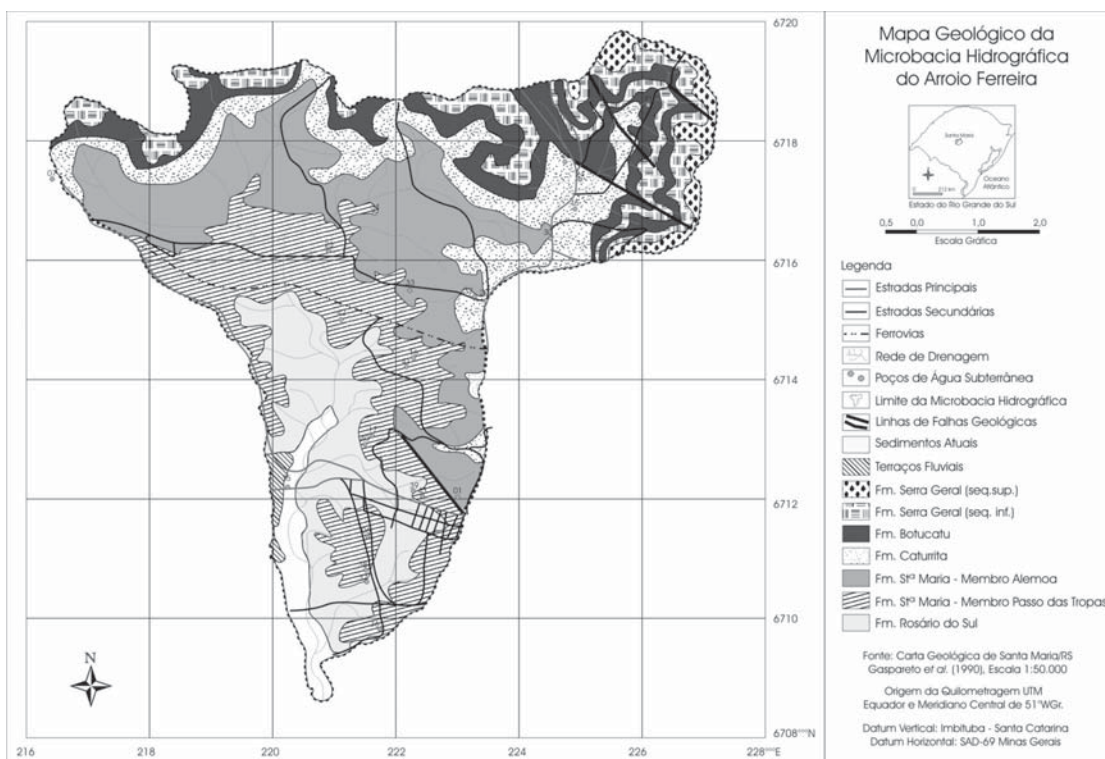 Mapa Geológico da
Microbacia Hidrográfica
do Arroio Ferreira
Santa Maria
Oceano
Atlântico
Estado do Rio Grande do Sul
0,5 0,0 1,0 2,0
Escala Gráfica
Legenda
Estradas Principais
Estradas Secundárias
Ferrovias
Rede de Drenagem
Poços de Água Subterrânea
Limite da Microbacia Hidrográfica
Linhas de Falhas Geológicas
Sedimentos Atuais
Terraços Fluviais
Fm. Serra Geral (seq.sup.)
Fm. Serra Geral (seq. inf.)
Fm. Botucatu
Fm. Caturrita
Fm. Stª Maria - Membro Alemoa
Fm. Stª Maria - Membro Passo das Tropas
Fm. Rosário do Sul
Fonte: Carta Geológica de Santa Maria/RS
Gaspareto et al. (1990), Escala 1:50.000
Origem da Quilometragem UTM
Equador e Meridiano Central de 51°WGr.
Datum Vertical: Imbituba - Santa Catarina
Datum Horizontal: SAD-69 Minas Gerais
6720
6718
6716
6714
6712
6710
6708
N
216 218 220 222 224 226 228